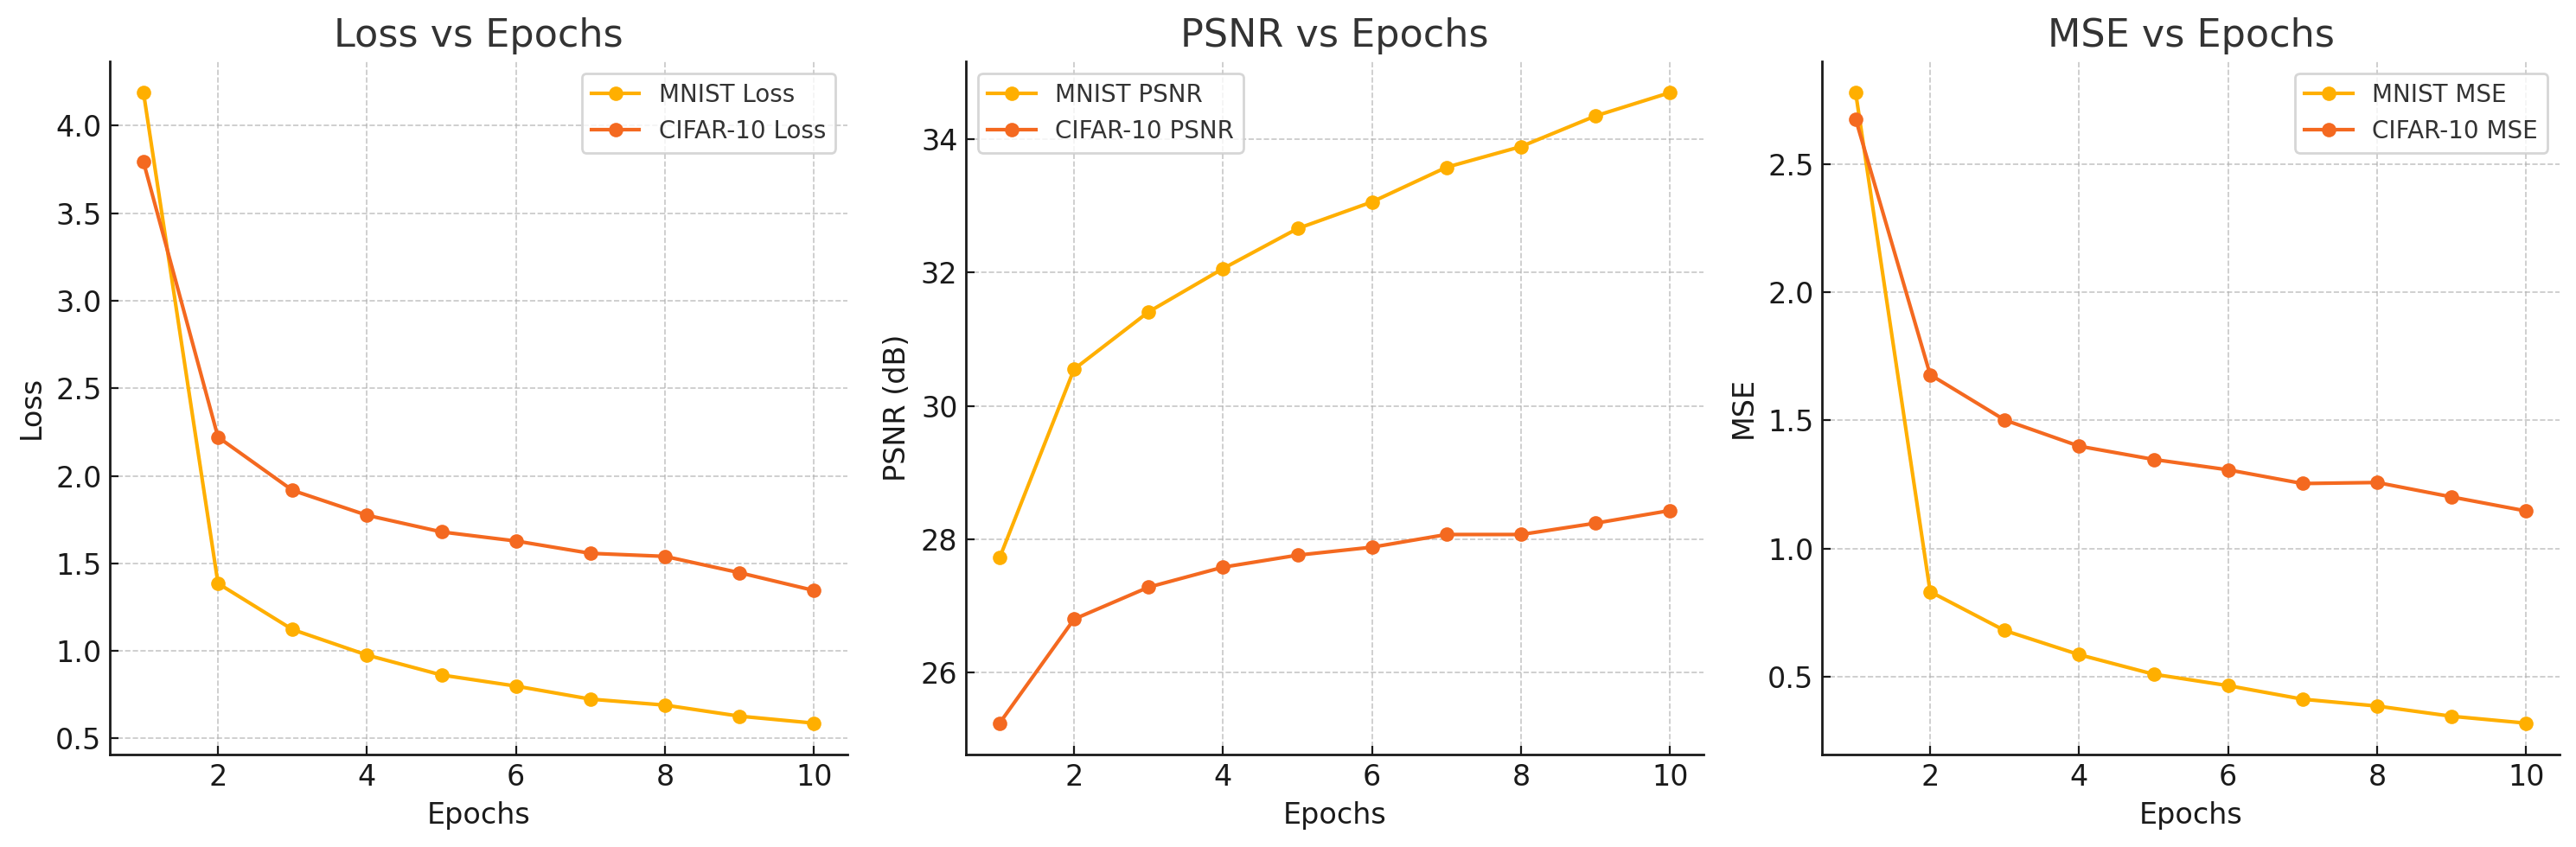 Loss vs Epochs
MNIST Loss
CIFAR-10 Loss
4.0
3.5
3.0
2.5
2.0
1.5
1.0
0.5
Loss
2 4 6 8 10
Epochs
PSNR vs Epochs
MNIST PSNR
CIFAR-10 PSNR
34
32
30
28
26
PSNR (dB)
2 4 6 8 10
Epochs
MSE vs Epochs
MNIST MSE
CIFAR-10 MSE
2.5
2.0
1.5
1.0
0.5
MSE
2 4 6 8 10
Epochs